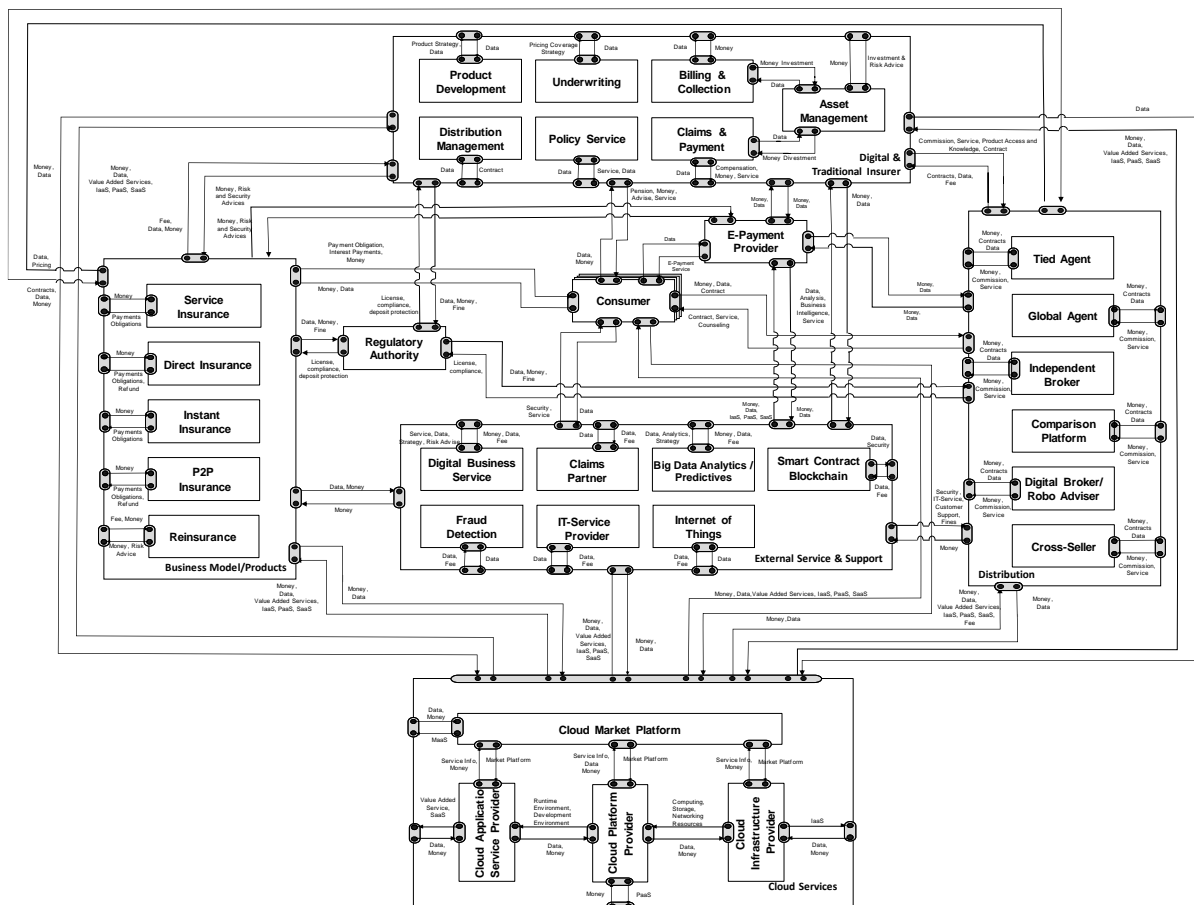 Product Strategy,
Data
Data
Pricing Coverage
Strategy
Data
Data
Money
Money
Investment &
Risk Advice
Product
Development
Underwriting
Billing &
Collection
Money Investment
Data
Asset
Management
Distribution
Management
Policy Service
Claims &
Payment
Data
Money Divestment
Contract
Service, Data
Compensation,
Money, Service
Data
Digital &
Traditional Insurer
Data
Money,
Data,
Value Added Services,
IaaS, PaaS, SaaS
Commission, Service, Product Access and
Knowledge, Contract
Contracts, Data,
Fee
Money,
Data
Money,
Data,
Value Added Services,
IaaS, PaaS, SaaS
Money, Risk
and Security
Advices
Fee,
Data, Money
Money, Risk
and Security
Advices
Pension, Money,
Advise, Service
Money,
Data
Money,
Data
Money,
Data
Money,
Data
E-Payment
Provider
Data
E-Payment
Service
Payment Obligation,
Interest Payments,
Money
Data,
Money
Data,
Pricing
Contracts,
Data,
Money
Money, Data
Consumer
Money, Data,
Contract
Contract, Service,
Counseling
Data,
Analysis,
Business
Intelligence,
Service
Money,
Data
Money,
Data
Money,
Contracts Data
Money,
Commission,
Service
Tied Agent
Money,
Contracts
Data
Global Agent
Money,
Commission,
Service
Money,
Contracts Data
Independent
Broker
Money,
Commission,
Service
Money,
Contracts
Data
Comparison
Platform
Money,
Commission,
Service
Money,
Contracts Data
Digital Broker/
Robo Adviser
Money,
Commission,
Service
Money,
Contracts
Data
Cross-Seller
Money,
Commission,
Service
Distribution
Money
Service
Insurance
Payments
Obligations
Money
Direct Insurance
Payments
Obligations,
Refund
Money
Instant
Insurance
Payments
Obligations
Money
P2P
Insurance
Payments
Obligations,
Refund
Fee, Money
Reinsurance
Money, Risk
Advice
Business Model/Products
License,
compliance,
deposit protection
Data, Money,
Fine
Data, Money,
Fine
License,
compliance,
deposit protection
Regulatory
Authority
License,
compliance,
Data, Money,
Fine
Security,
Service
Data
Money,
Data,
IaaS, PaaS, SaaS
Money,
Data
Service, Data,
Strategy, Risk Advise
Money, Data,
Fee
Data
Data,
Fee
Data, Analytics,
Strategy
Money, Data,
Fee
Data,
Security
Data,
Fee
Digital Business
Service
Claims
Partner
Big Data Analytics /
Predictives
Smart Contract
Blockchain
Fraud
Detection
IT-Service
Provider
Internet of
Things
Data,
Fee
Data
Data,
Fee
Data
Data,
Fee
Data
External Service & Support
Data, Money
Money
Security,
IT-Service,
Customer
Support, Fines
Money
Money,
Data,
Value Added Services,
IaaS, PaaS, SaaS
Money,
Data
Money,
Data,
Value Added
Services,
IaaS, PaaS,
SaaS
Money,
Data
Money, Data,Value Added Services, IaaS, PaaS, SaaS
Money,Data
Money,
Data,
Value Added Services,
IaaS, PaaS, SaaS,
Fee
Money,
Data
Data,
Money
MaaS
Cloud Market Platform
Service Info,
Money
Market Platform
Service Info,
Data
Money
Market Platform
Service Info,
Money
Market Platform
Value Added
Service,
SaaS
Data,
Money
Cloud Application
Service Provider
Runtime
Environment,
Development
Environment
Data,
Money
Cloud Platform
Provider
Computing,
Storage,
Networking
Resources
Data,
Money
Cloud
Infrastructure
Provider
IaaS
Data,
Money
Money
PaaS
Cloud Services